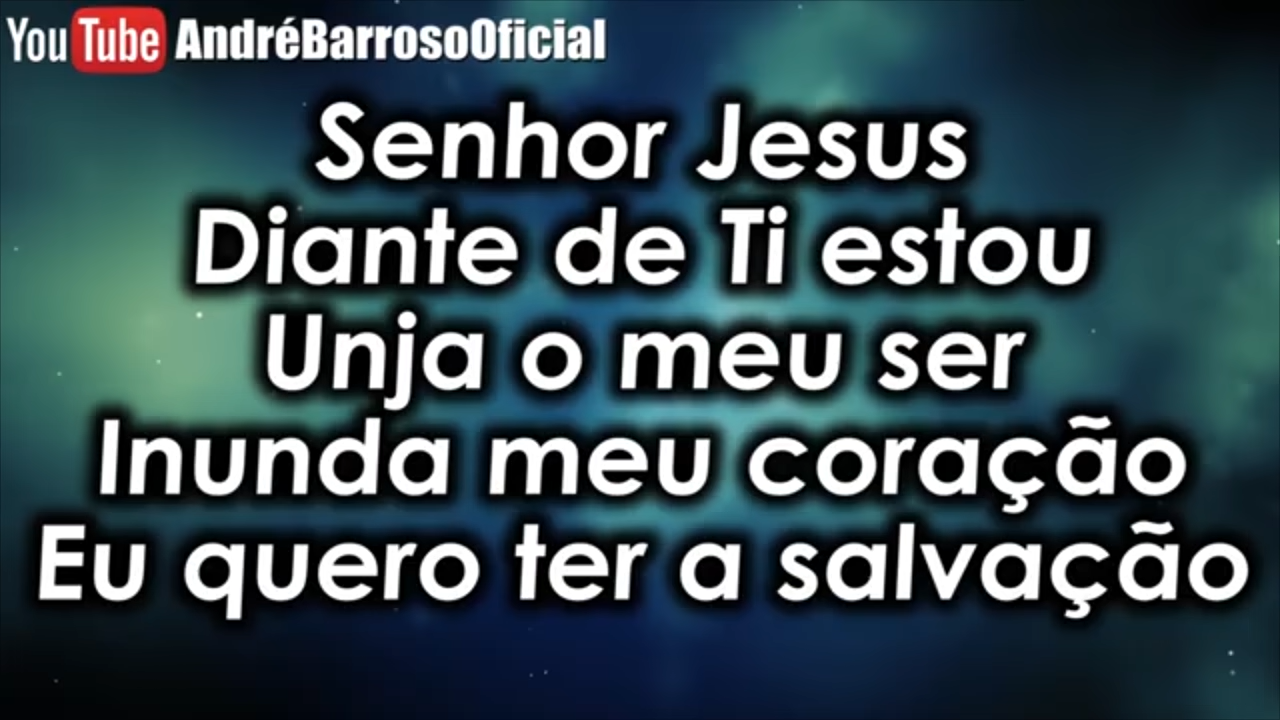 YouTube AndréBarrosoOficial
Senhor Jesus
Diante de Ti estou
Unja o meu ser
Inunda meu coração
Eu quero ter a salvação